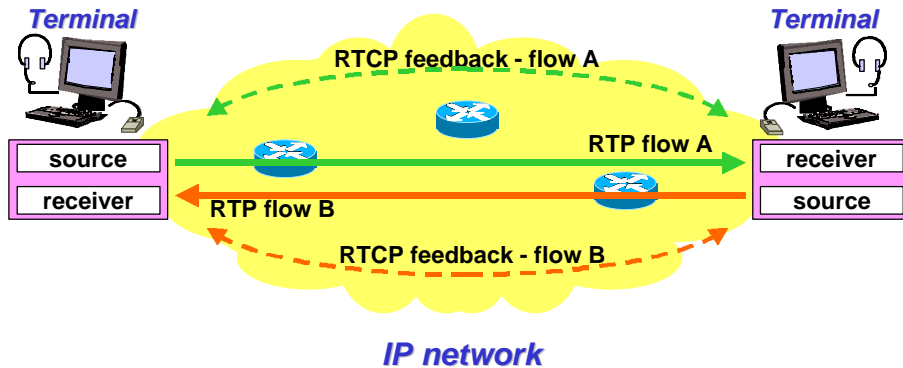 Terminal
Terminal
RTCP feedback - flow A
RTP flow A
source
receiver
receiver
source
RTP flow B
RTCP feedback - flow B
IP network